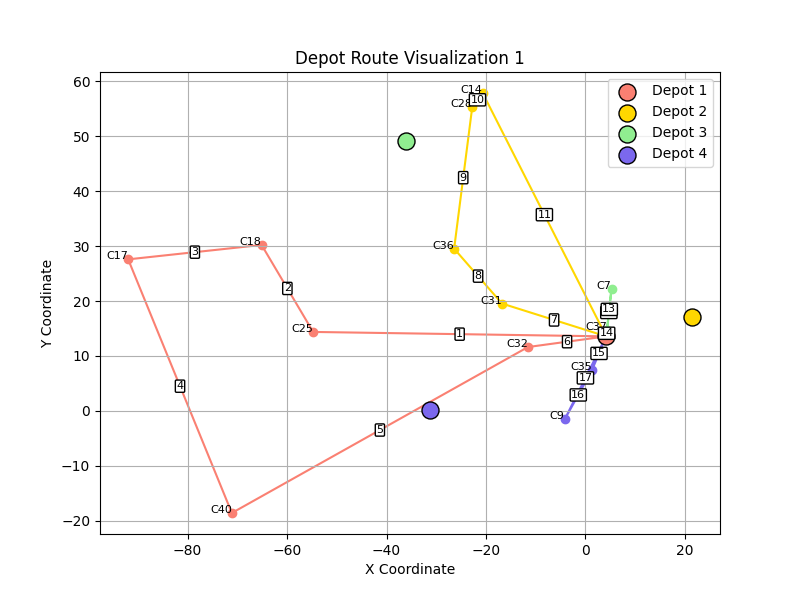 Depot Route Visualization 1
Depot 1
Depot 2
Depot 3
Depot 4
Y Coordinate
60
50
40
30
20
10
0
−10
−20
C14
C28
10
9
11
C17
3
C18
C36
2
8
C7
C31
13
7
C25
1
C37
14
C32
6
15
4
C35
17
16
C9
5
C40
−80
−60
−40
−20
0
20
X Coordinate